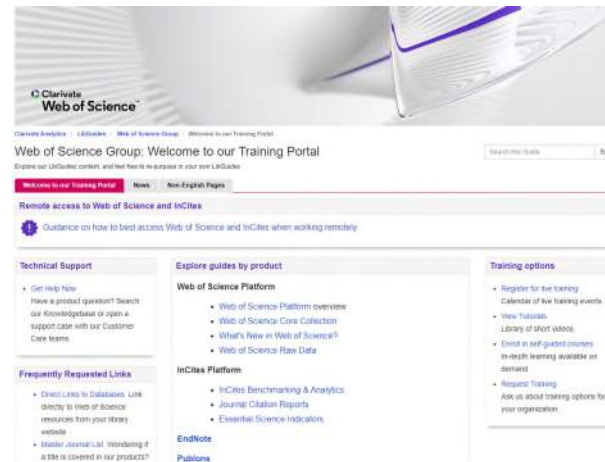 Clarivate
Web of Science™
Clarivate Analytics / LibGuides / Web of Science Group / Welcome to our Training Portal
Web of Science Group: Welcome to our Training Portal
Explore our LibGuides content, and feel free to re-purpose in your own LibGuides
Search this Guide
Welcome to our Training Portal
News
Non-English Pages
Remote access to Web of Science and InCites
Guidance on how to best access Web of Science and InCites when working remotely
Technical Support
Get Help Now
Have a product question? Search
our Knowledgebase or open a
support case with our Customer
Care teams.
Frequently Requested Links
Direct Links to Databases Link
directly to Web of Science
resources from your library
website
Master Journal List Wondering if
a title is covered in our products?
Explore guides by product
Web of Science Platform
Web of Science Platform overview
Web of Science Core Collection
What's New in Web of Science?
Web of Science Raw Data
InCites Platform
InCites Benchmarking & Analytics
Journal Citation Reports
Essential Science Indicators
EndNote
Publons
Training options
Register for live training
Calendar of live training events.
View Tutorials
Library of short videos.
Enroll in self-guided courses
In-depth learning available on
demand
Request Training
Ask us about training options for
your organization